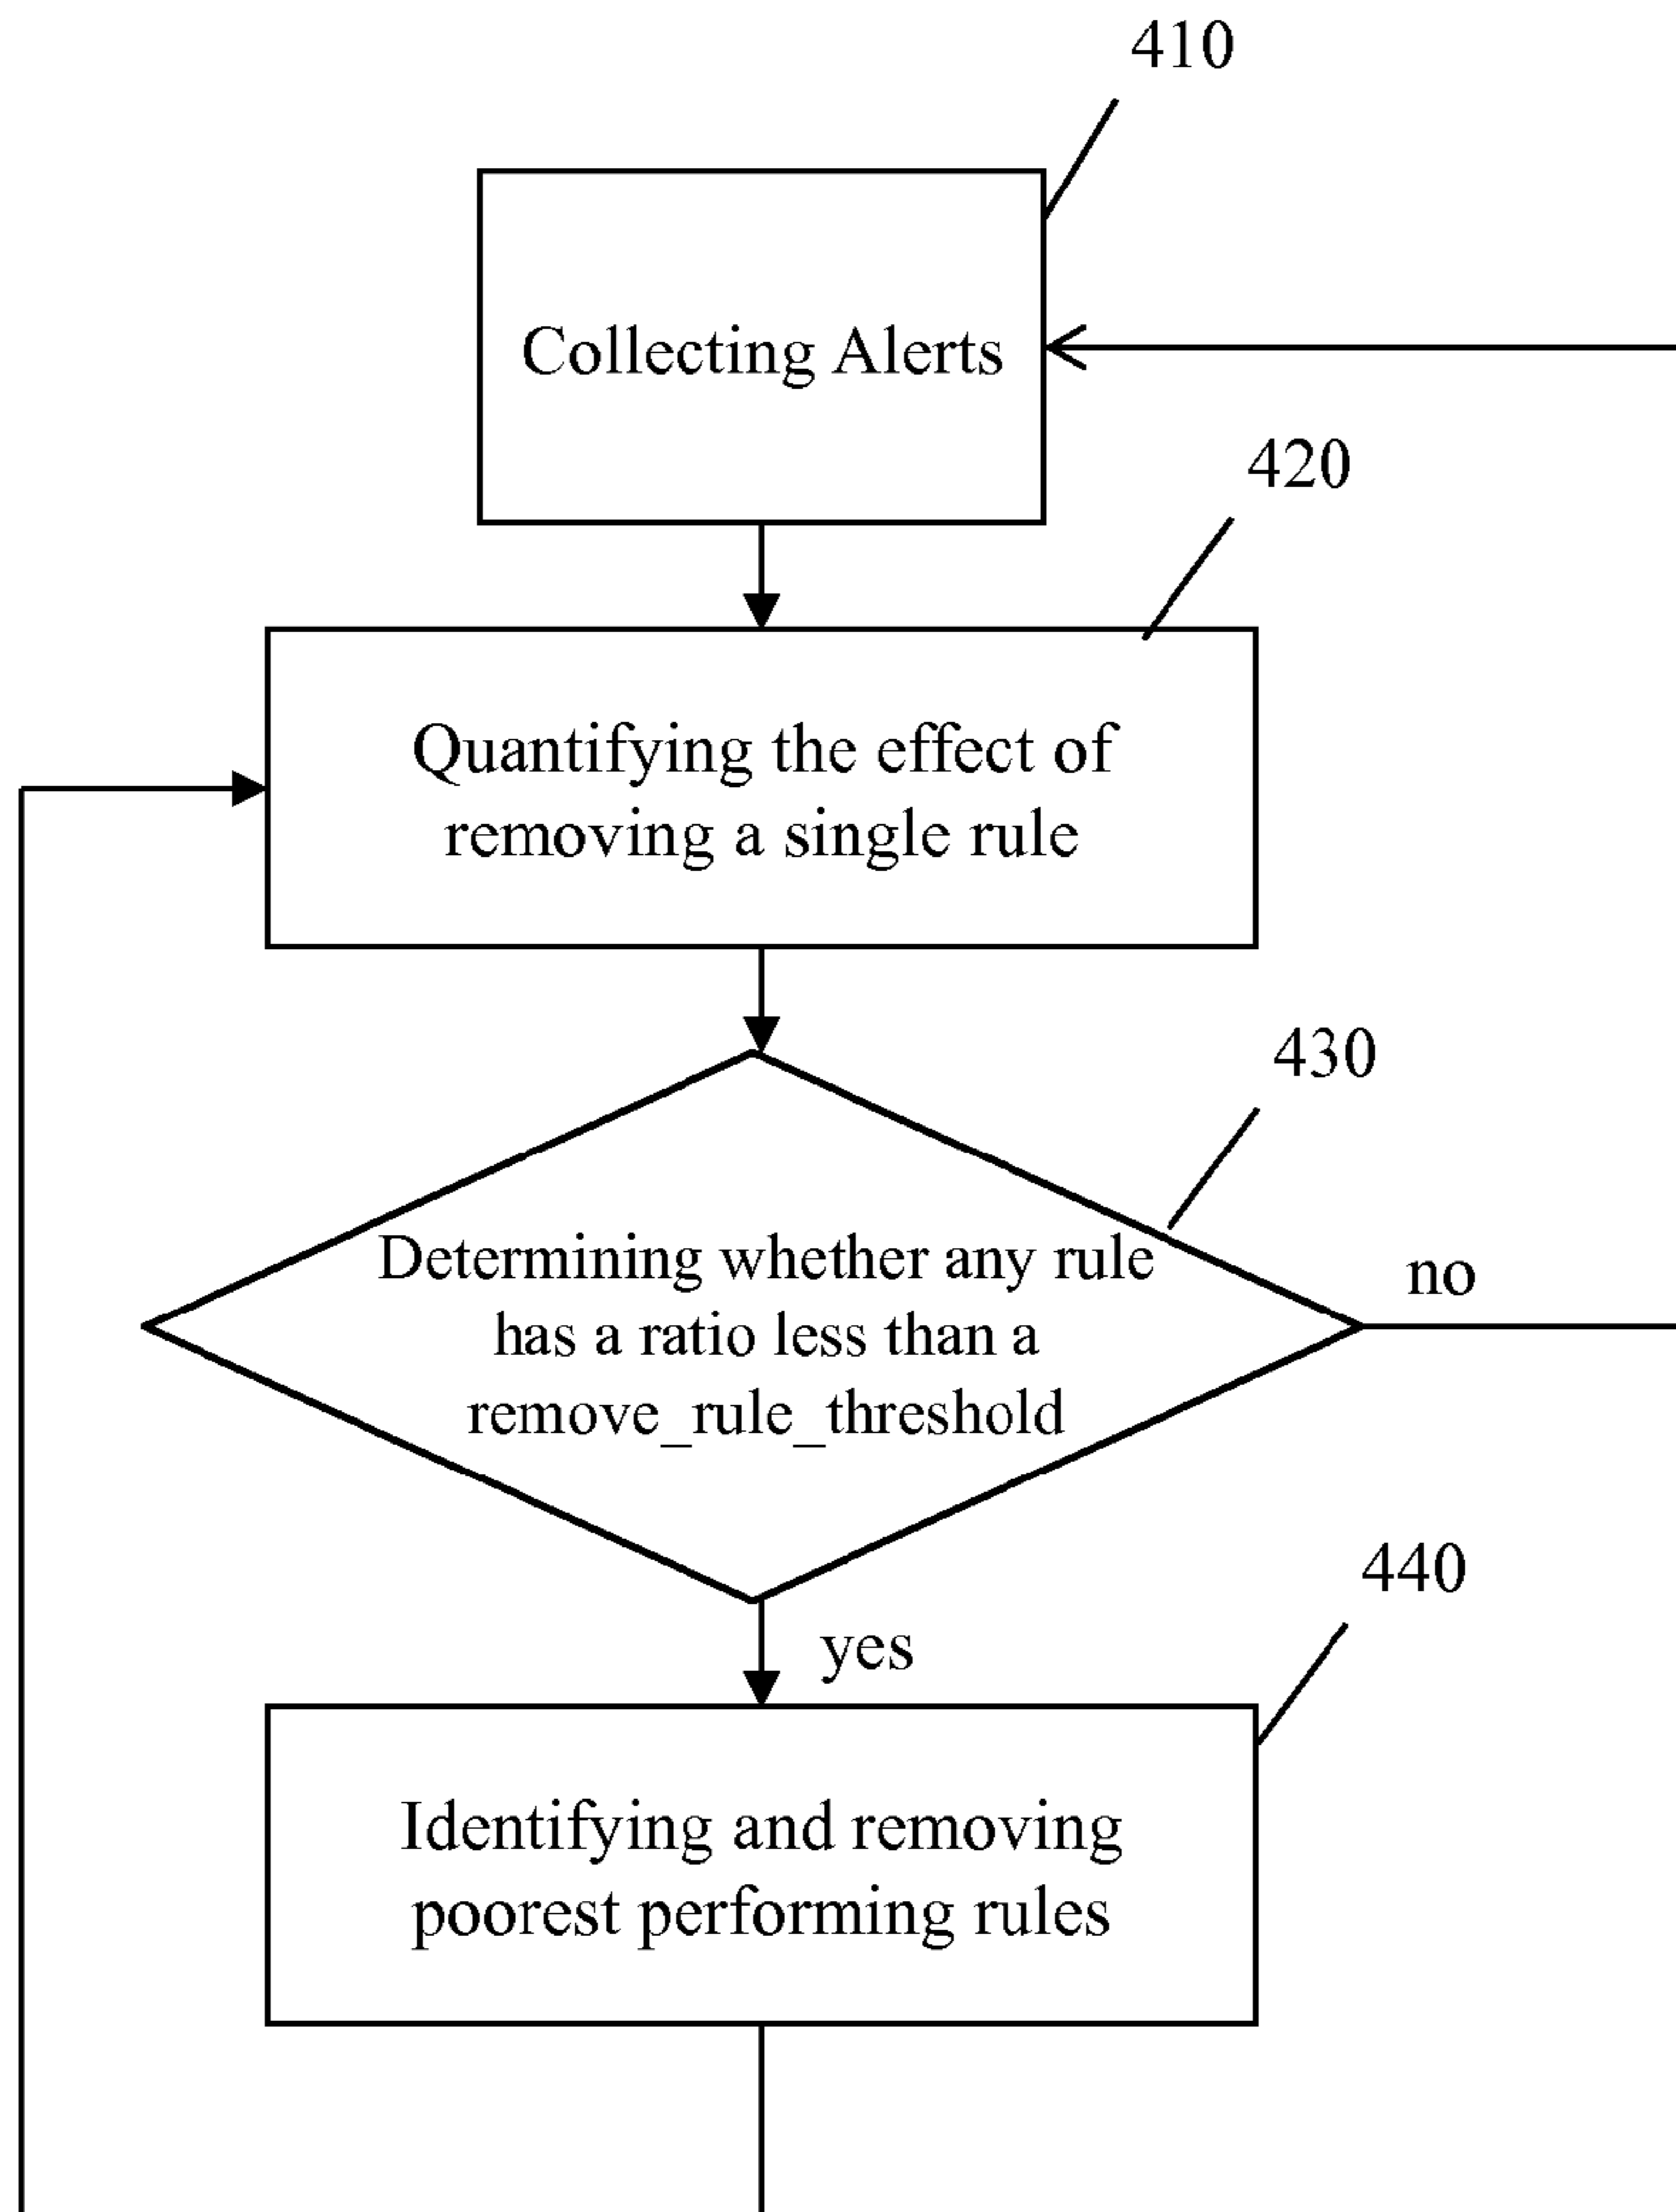 410
Collecting Alerts
420
Quantifying the effect of
removing a single rule
430
Determining whether any rule
has a ratio less than a
remove_rule_threshold
no
440
yes
Identifying and removing
poorest performing rules